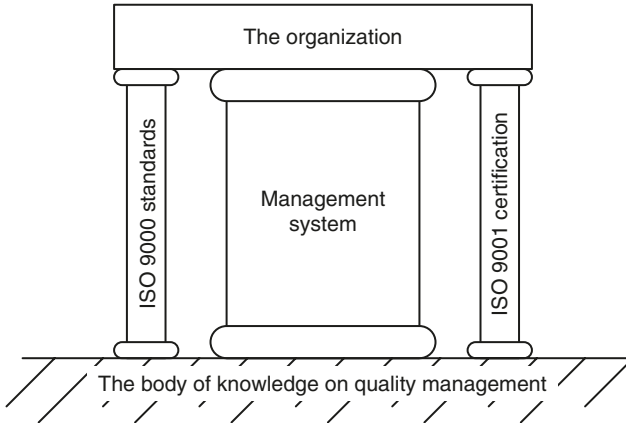 The organization
ISO 9000 standards
Management
system
ISO 9001 certification
The body of knowledge on quality management